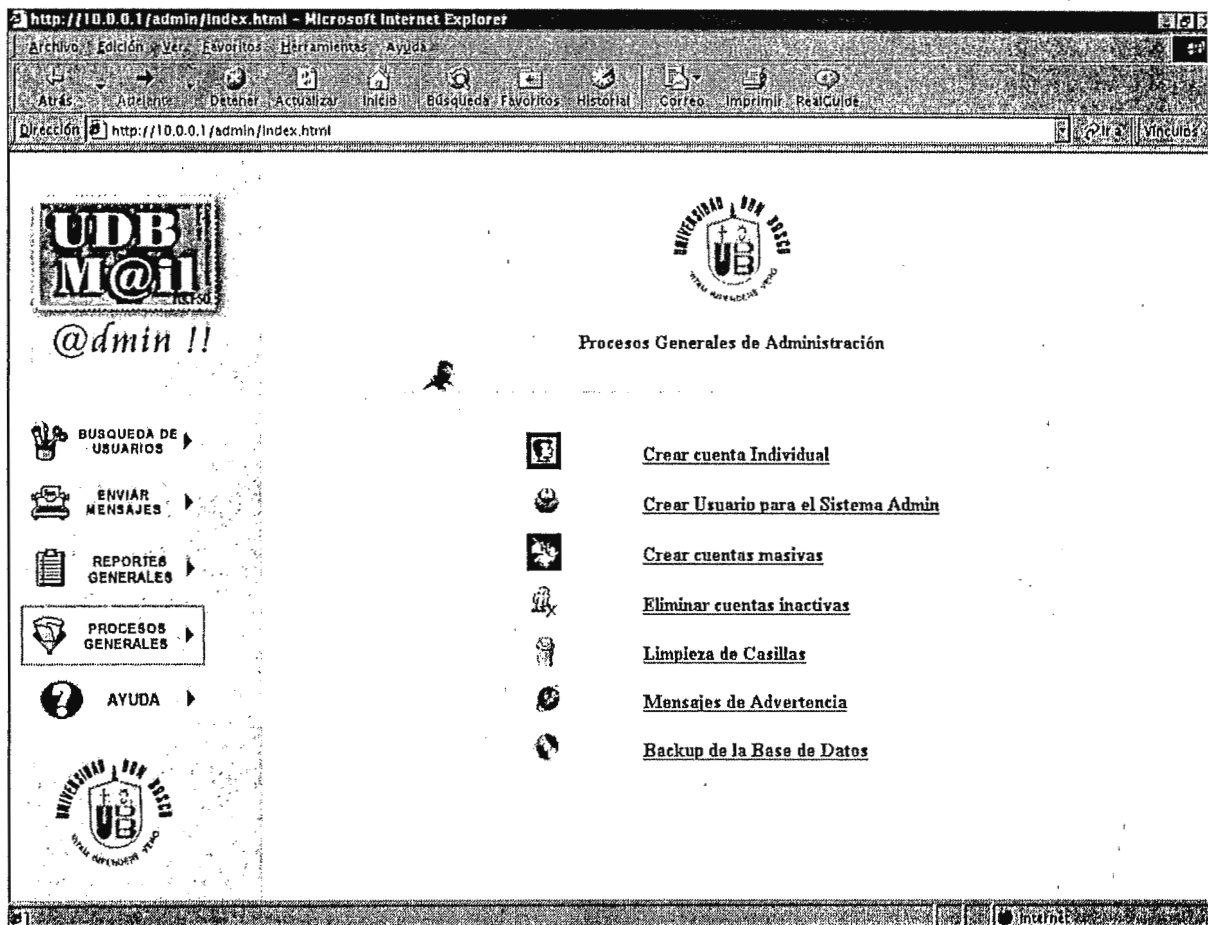 http://10.0.0.1/admin/index.html - Microsoft Internet Explorer
Archivo Edición Ver Favoritos Herramientas Ayuda
Atrás Adelante Detener Actualizar Inicio Búsqueda Favoritos Historial Correo Imprimir RealGuide
Dirección http://10.0.0.1/admin/index.html Ir a Vínculos
UDB
M@il
@dmin !!
BUSQUEDA DE
USUARIOS
ENVIAR
MENSAJES
REPORTES
GENERALES
PROCESOS
GENERALES
AYUDA
UNIVERSIDAD DON BOSCO
UNIVERSIDAD DON BOSCO
Procesos Generales de Administración
Crear cuenta Individual
Crear Usuario para el Sistema Admin
Crear cuentas masivas
Eliminar cuentas inactivas
Limpieza de Casillas
Mensajes de Advertencia
Backup de la Base de Datos
Internet